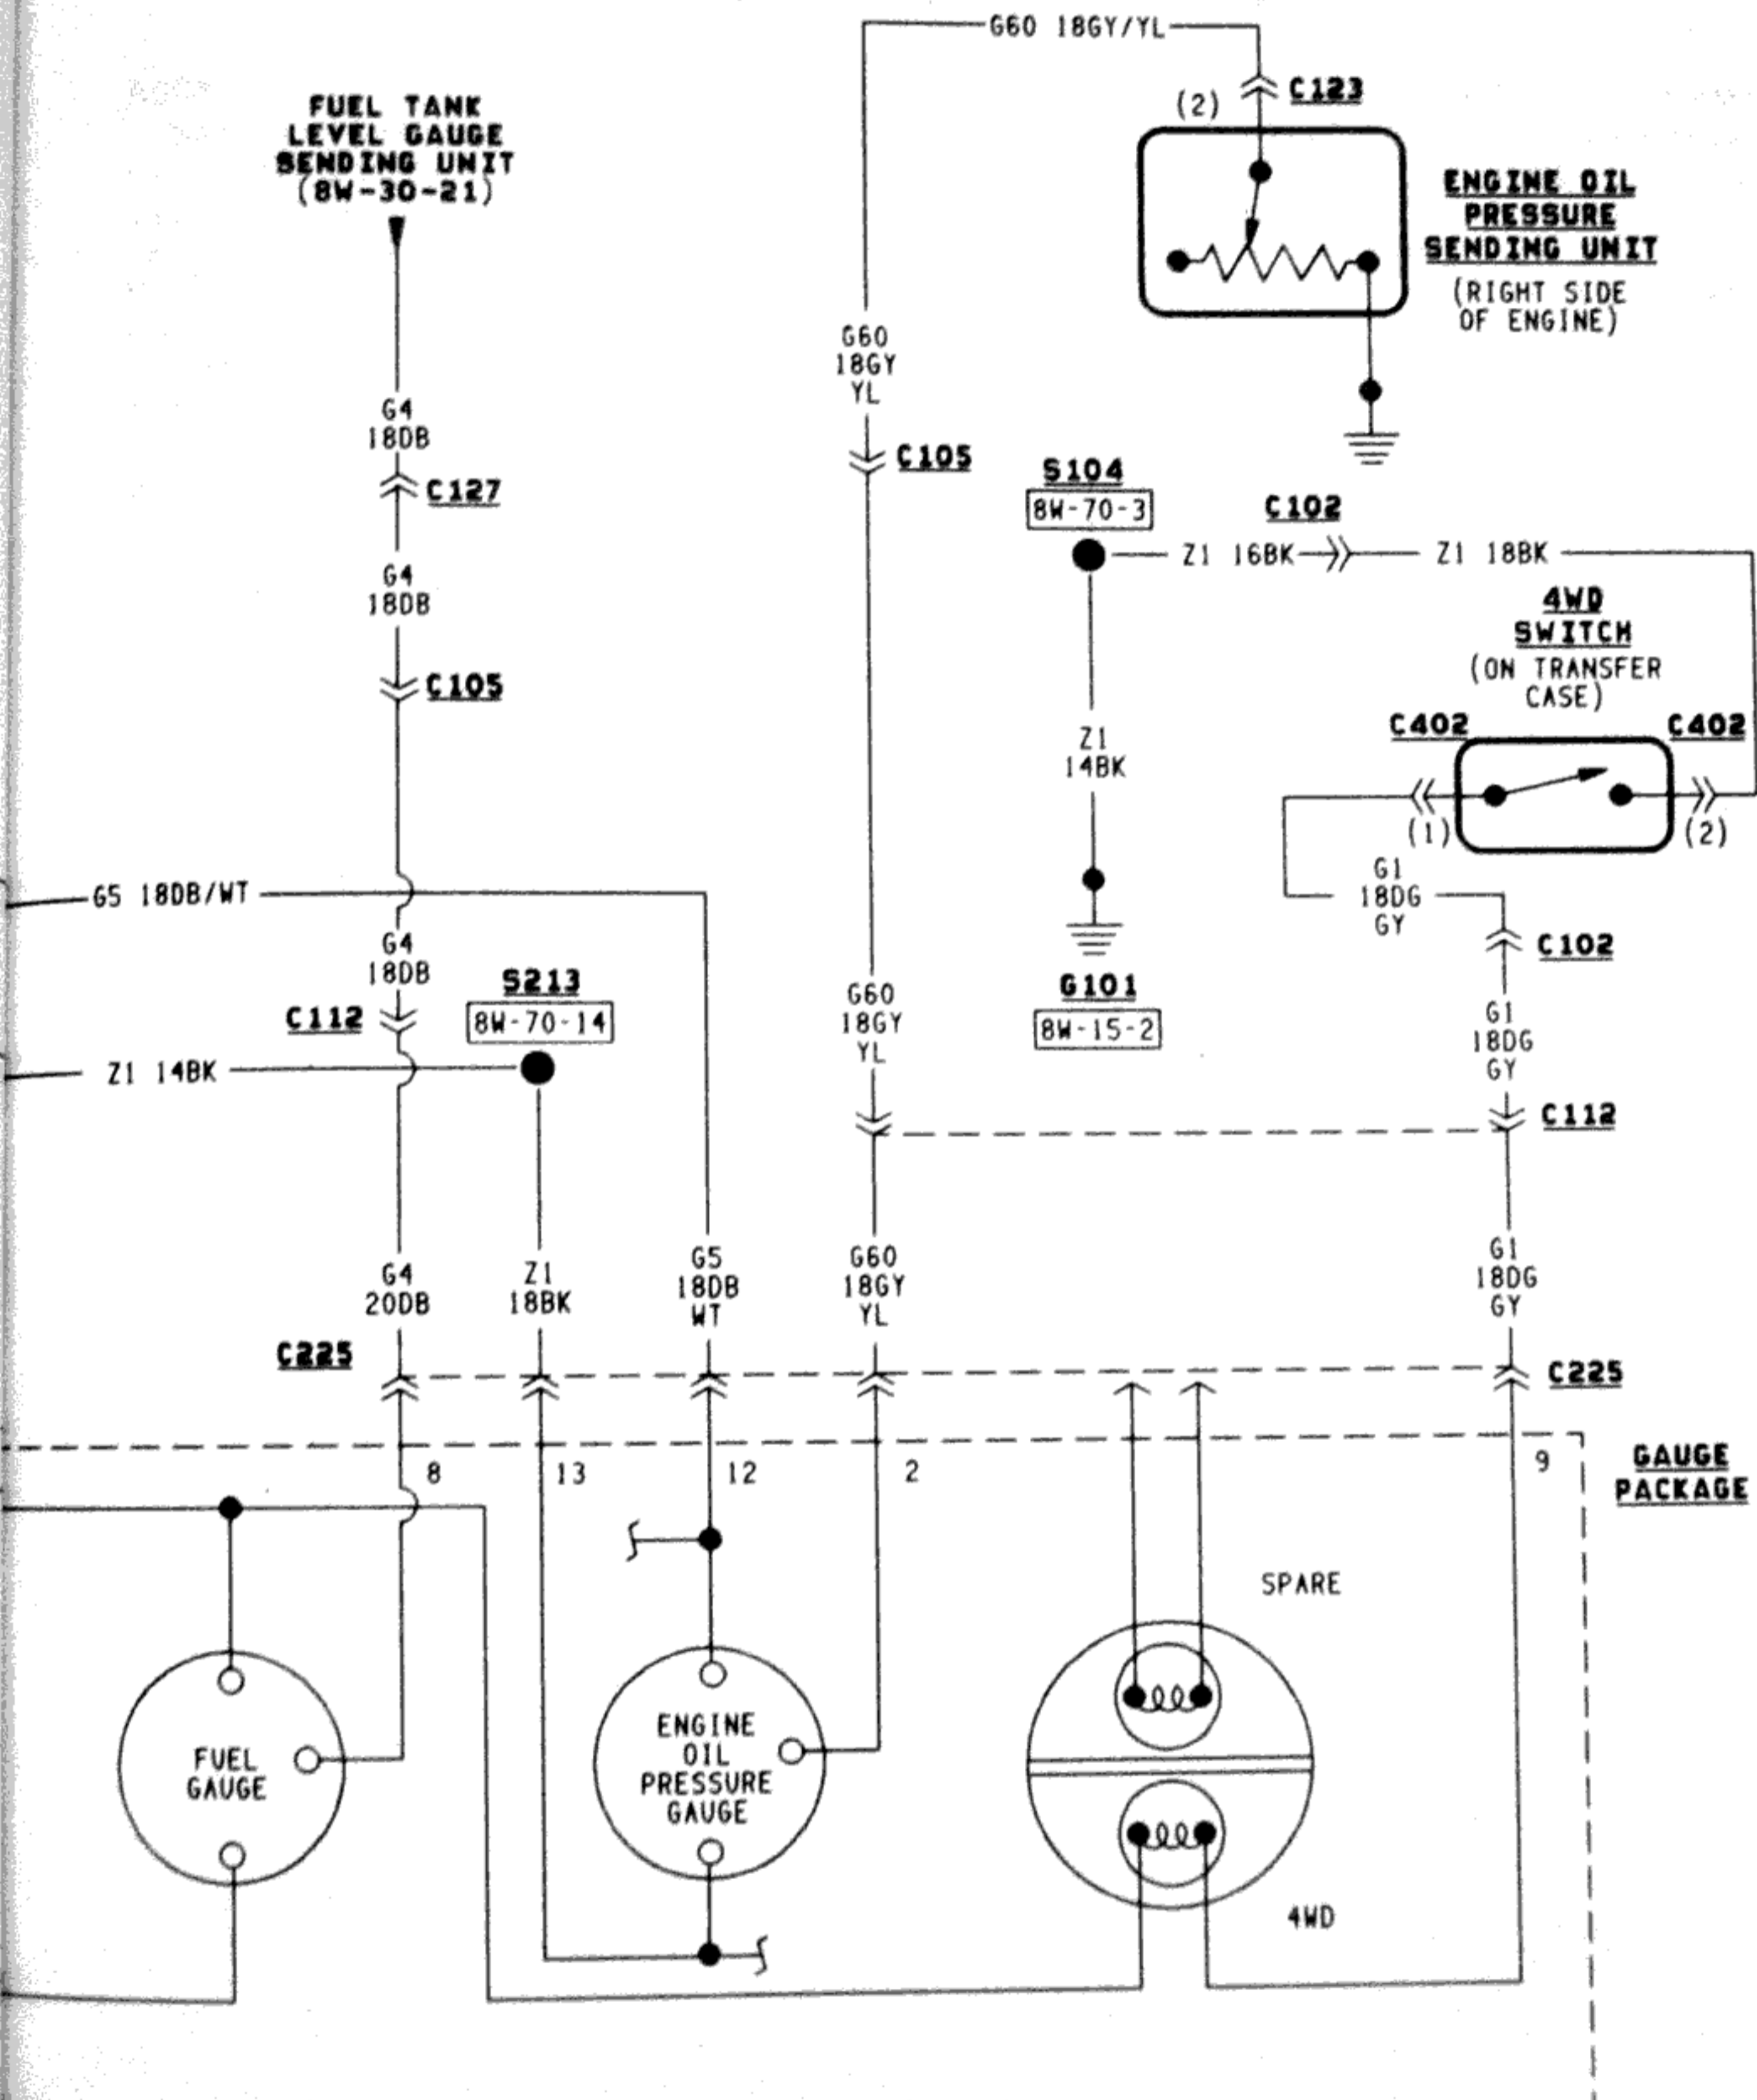 G60 18GY/YL
C123
(2)
FUEL TANK
LEVEL GAUGE
SENDING UNIT
(8W-30-21)
ENGINE OIL
PRESSURE
SENDING UNIT
(RIGHT SIDE
OF ENGINE)
G60
18GY
YL
G4
18DB
C127
C105
S104
8W-70-3
C102
Z1 16BK
Z1 18BK
G4
18DB
4WD
SWITCH
(ON TRANSFER
CASE)
C105
C402
C402
Z1
14BK
(1)
(2)
G1
18DG
GY
G5 18DB/WT
G4
18DB
C102
S213
8W-70-14
C112
G60
18GY
YL
G101
8W-15-2
G1
18DG
GY
Z1 14BK
C112
G4
20DB
Z1
18BK
G5
18DB
WT
G60
18GY
YL
G1
18DG
GY
C225
C225
8
13
12
2
9
GAUGE
PACKAGE
SPARE
FUEL
GAUGE
ENGINE
OIL
PRESSURE
GAUGE
4WD